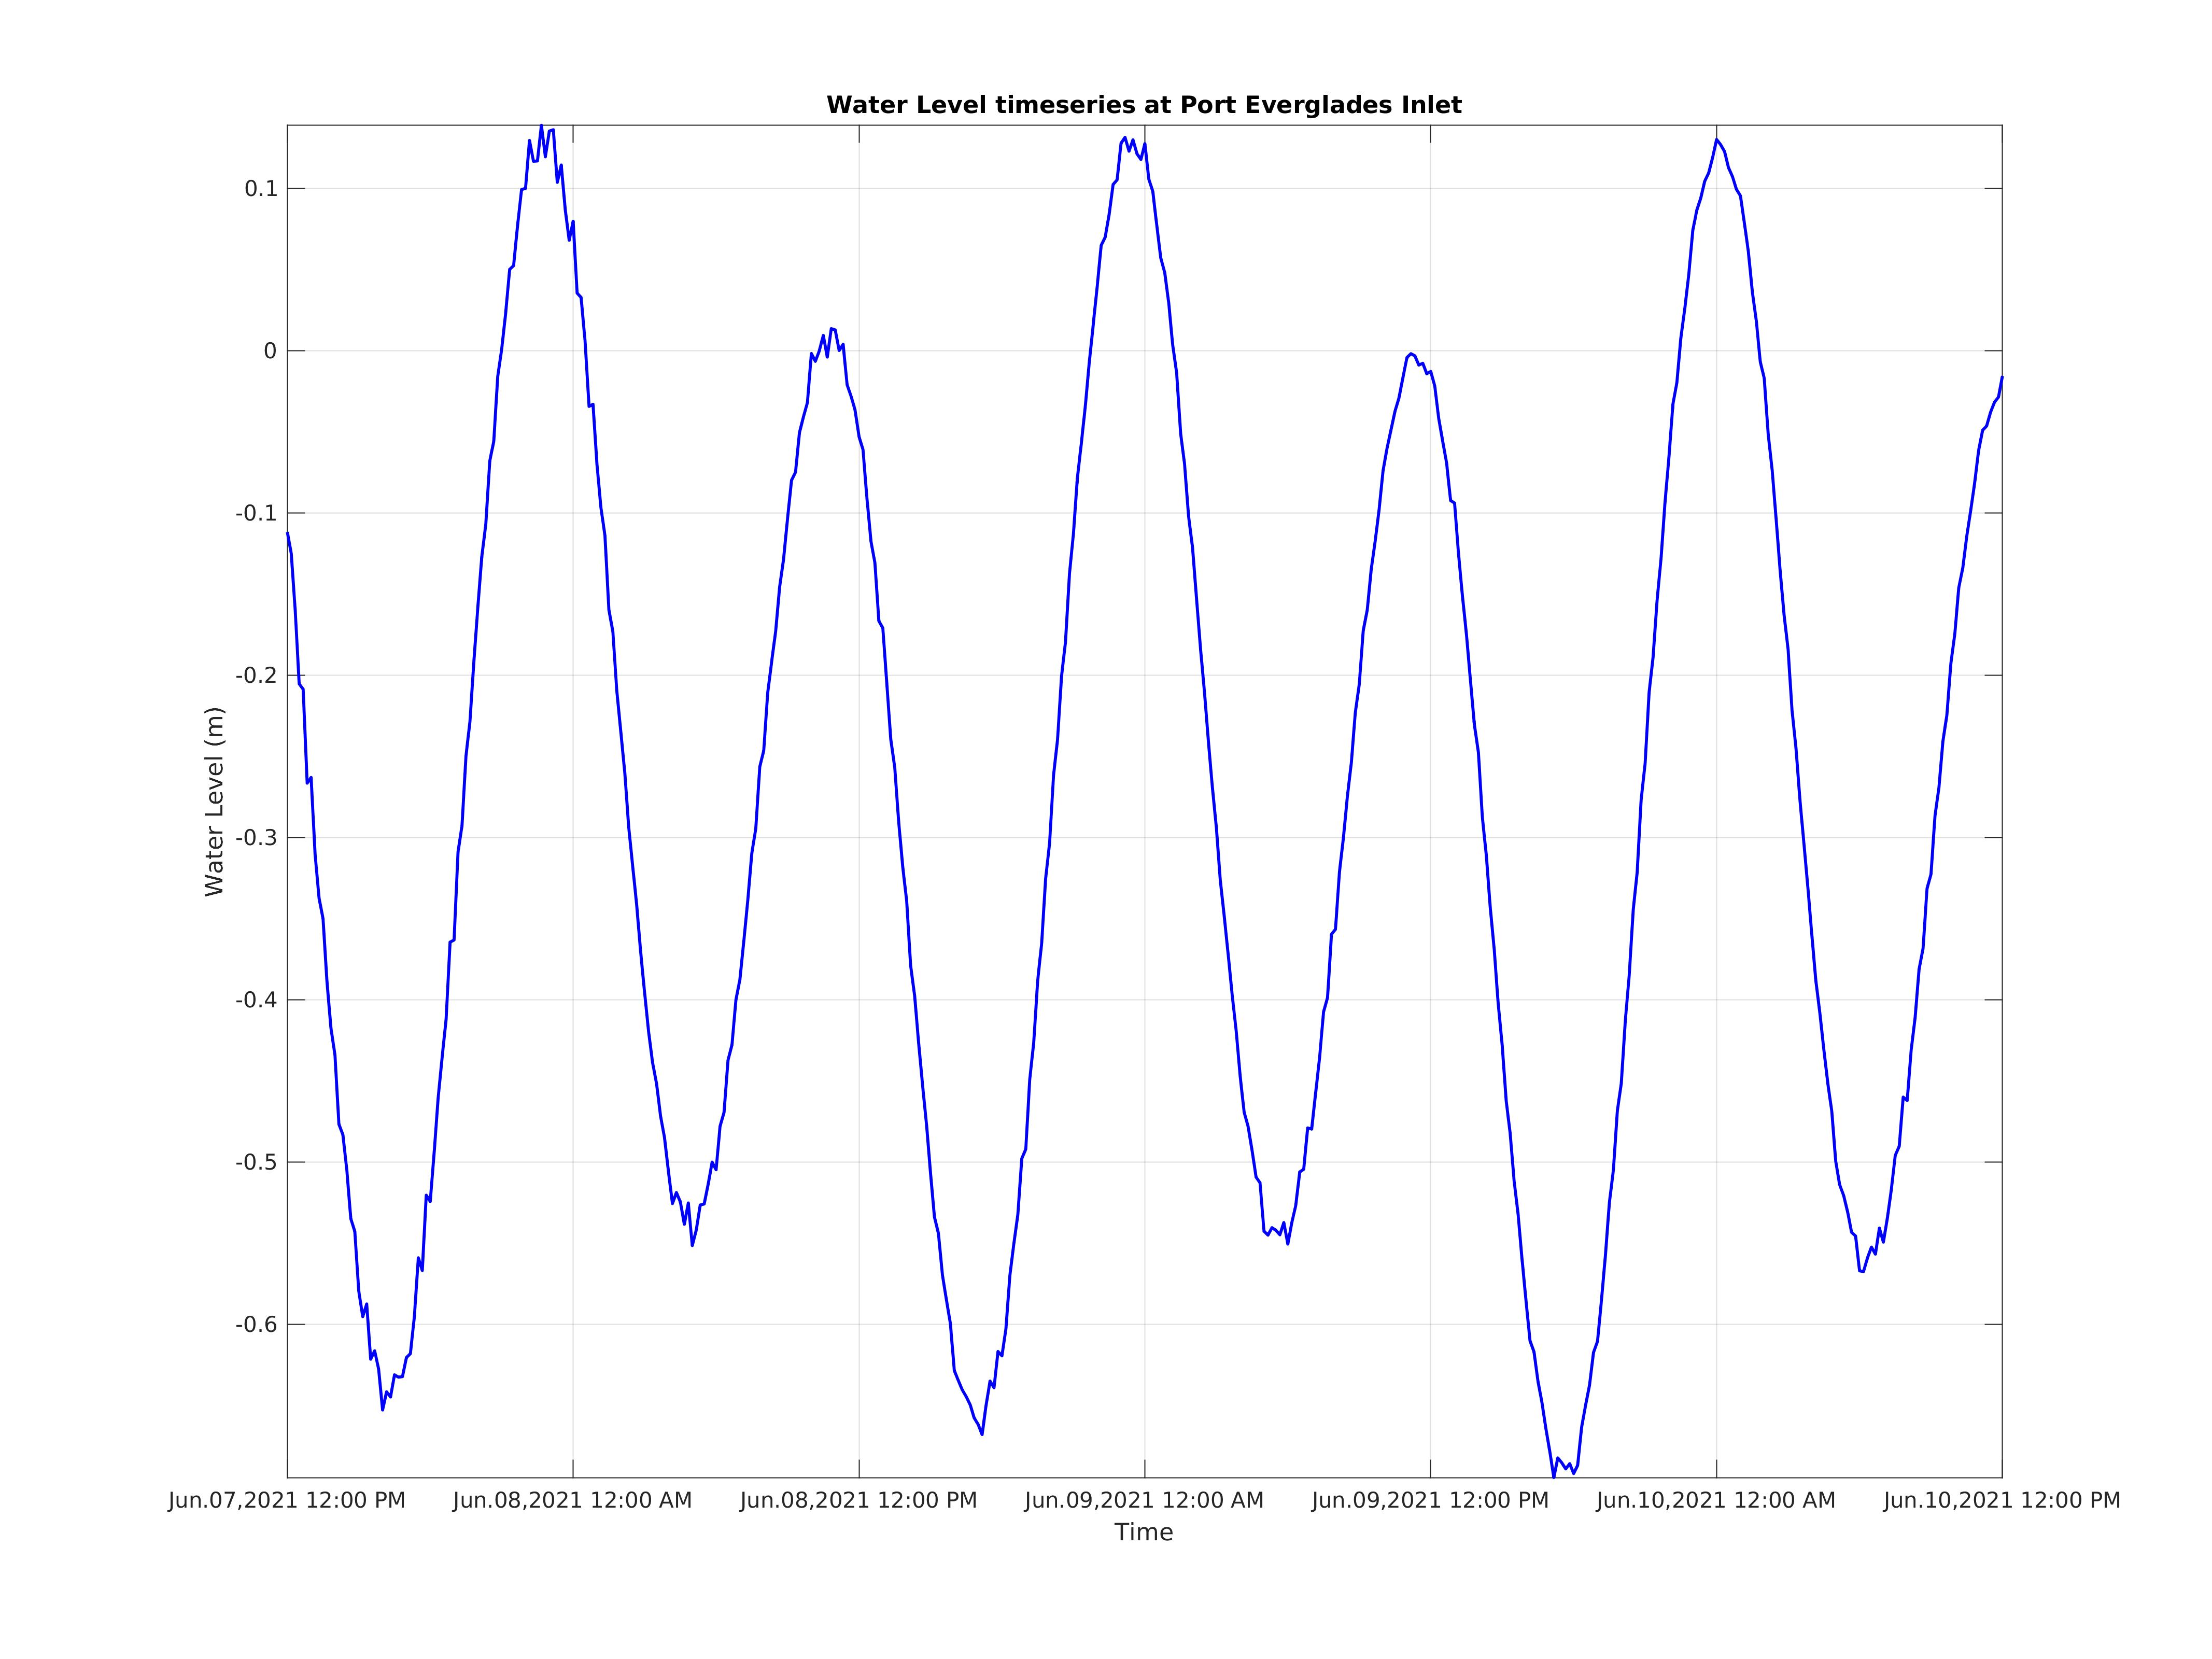 Water Level timeseries at Port Everglades Inlet
0.1
0
-0.1
-0.2
-0.3
-0.4
-0.5
-0.6
Water Level (m)
Jun.07,2021 12:00 PM Jun.08,2021 12:00 AM Jun.08,2021 12:00 PM Jun.09,2021 12:00 AM Jun.09,2021 12:00 PM Jun.10,2021 12:00 AM Jun.10,2021 12:00 PM
Time